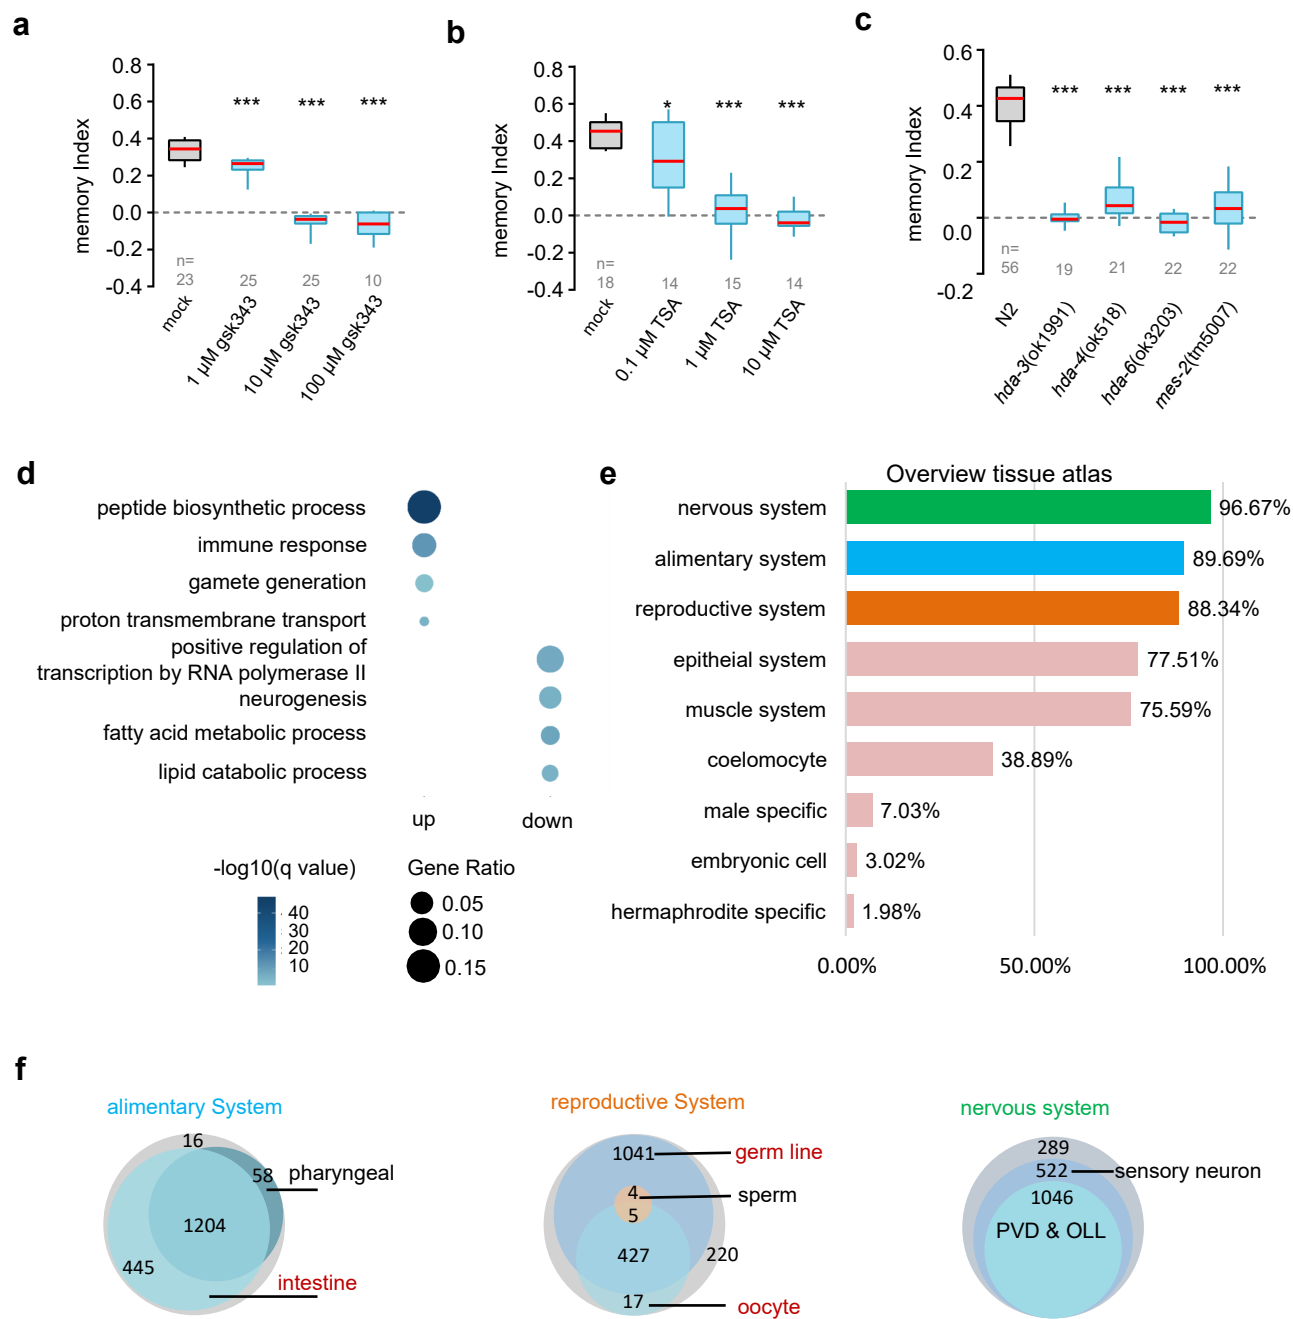 a
memory Index
0.8
0.6
0.4
0.2
0.0
-0.2
-0.4
*** *** ***
n=
23 25 25 10
mock
1 µM gsk343
10 µM gsk343
100 µM gsk343
b
memory Index
0.8
0.6
0.4
0.2
0.0
-0.2
-0.4
* *** ***
n=
18 14 15 14
mock
0.1 µM TSA
1 µM TSA
10 µM TSA
c
memory Index
0.6
0.4
0.2
0.0
-0.2
*** *** *** ***
n=
56 19 21 22 22
N2
hda-3(ok1991)
hda-4(ok518)
hda-6(ok3203)
mes-2(tm5007)
d
peptide biosynthetic process
immune response
gamete generation
proton transmembrane transport
positive regulation of
transcription by RNA polymerase II
neurogenesis
fatty acid metabolic process
lipid catabolic process
up down
-log10(q value)
40
30
20
10
Gene Ratio
0.05
0.10
0.15
e
Overview tissue atlas
nervous system 96.67%
alimentary system 89.69%
reproductive system 88.34%
epitheial system 77.51%
muscle system 75.59%
coelomocyte 38.89%
male specific 7.03%
embryonic cell 3.02%
hermaphrodite specific 1.98%
0.00% 50.00% 100.00%
f
alimentary System
16
58 pharyngeal
1204
445
intestine
reproductive System
1041 germ line
4 sperm
5
427 220
17 oocyte
nervous system
289
522 sensory neuron
1046
PVD & OLL